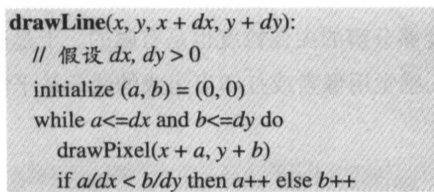 drawLine(x, y, x + dx, y + dy):
// 假设 dx, dy > 0
initialize (a, b) = (0, 0)
while a<=dx and b<=dy do
drawPixel(x + a, y + b)
if a/dx < b/dy then a++ else b++